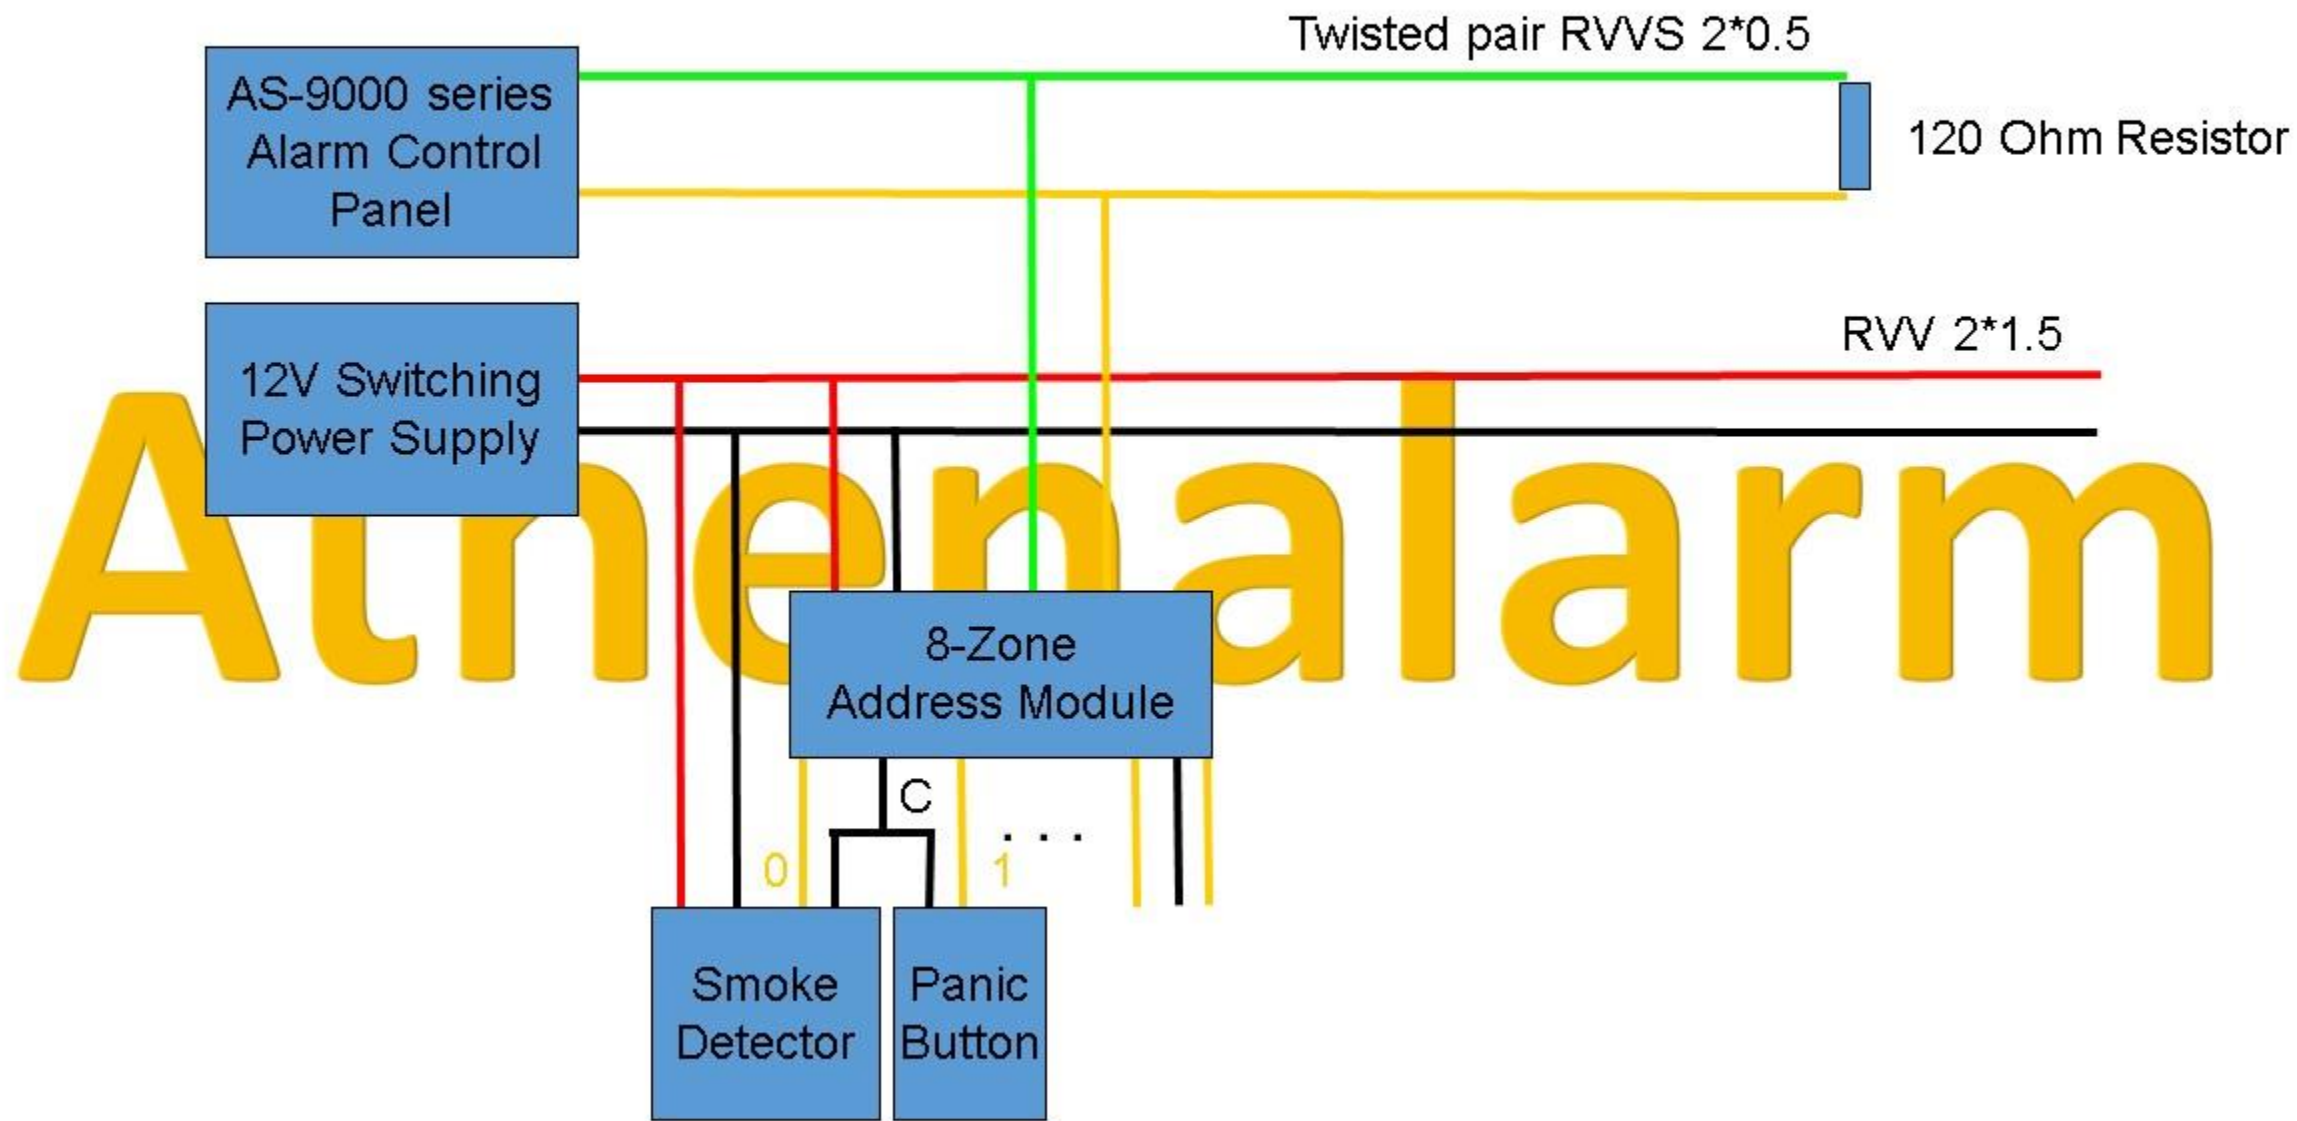 Twisted pair RVVS 2*0.5
AS-9000 series
Alarm Control
Panel
120 Ohm Resistor
RVV 2*1.5
12V Switching
Power Supply
Athenalarm
8-Zone
Address Module
C
0
1
. . .
Smoke
Detector
Panic
Button